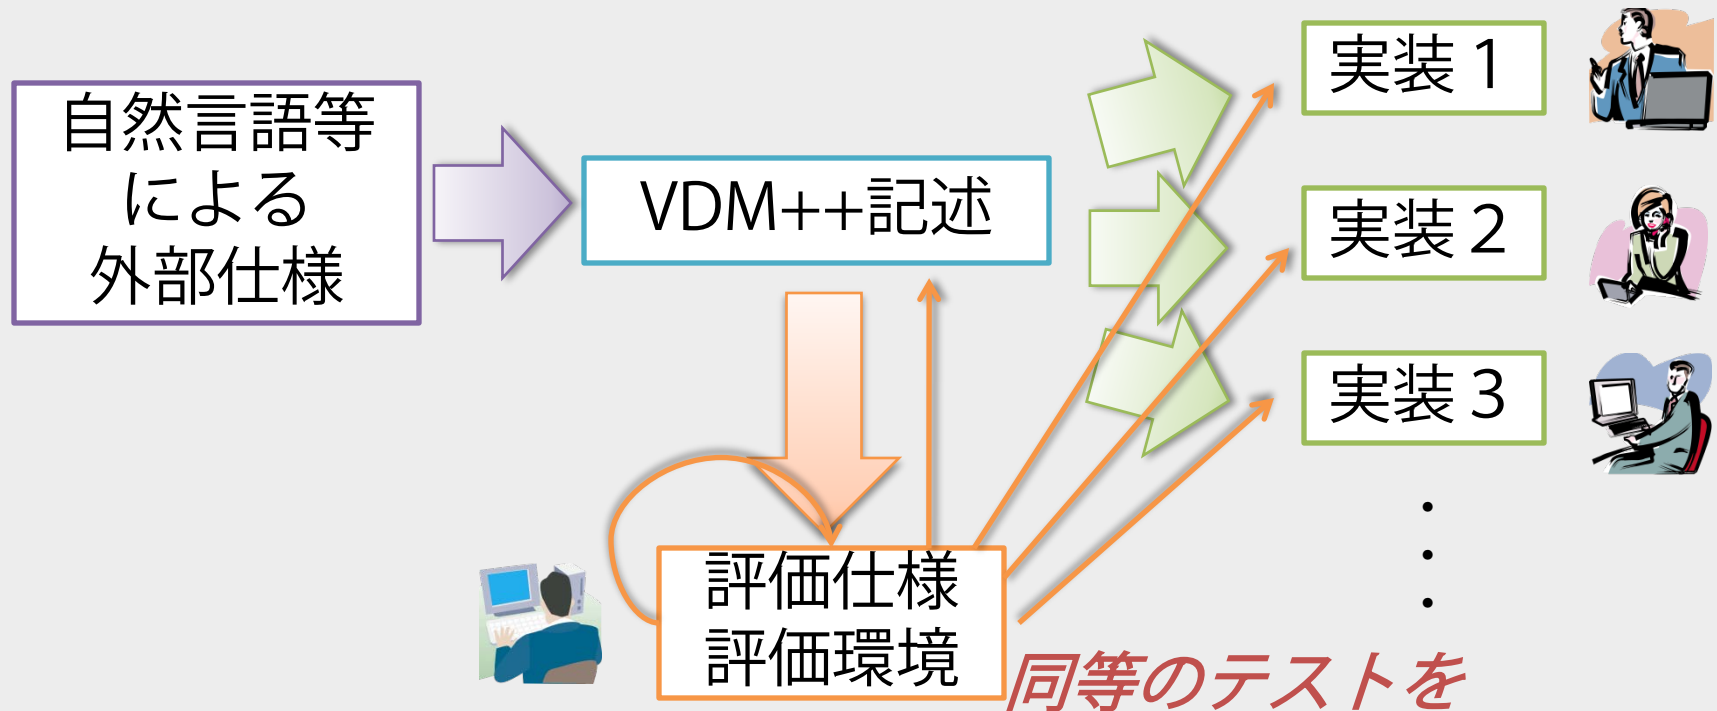 自然言語等
による
外部仕様
VDM++記述
実装1
実装2
実装3
・
・
・
評価仕様
評価環境
同等のテストを